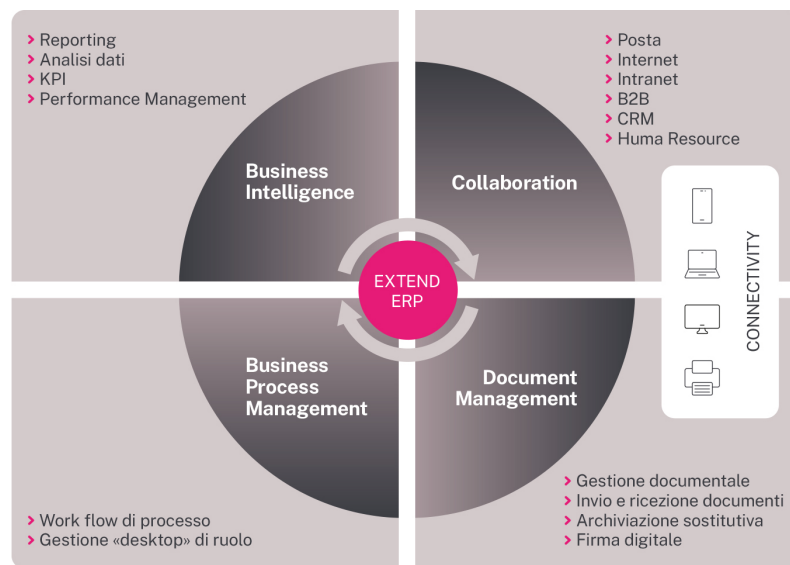 > Reporting
> Analisi dati
> KPI
> Performance Management
Business
Intelligence
> Posta
> Internet
> Intranet
> B2B
> CRM
> Huma Resource
Collaboration
CONNECTIVITY
EXTEND
ERP
Business
Process
Management
> Work flow di processo
> Gestione «desktop» di ruolo
Document
Management
> Gestione documentale
> Invio e ricezione documenti
> Archiviazione sostitutiva
> Firma digitale